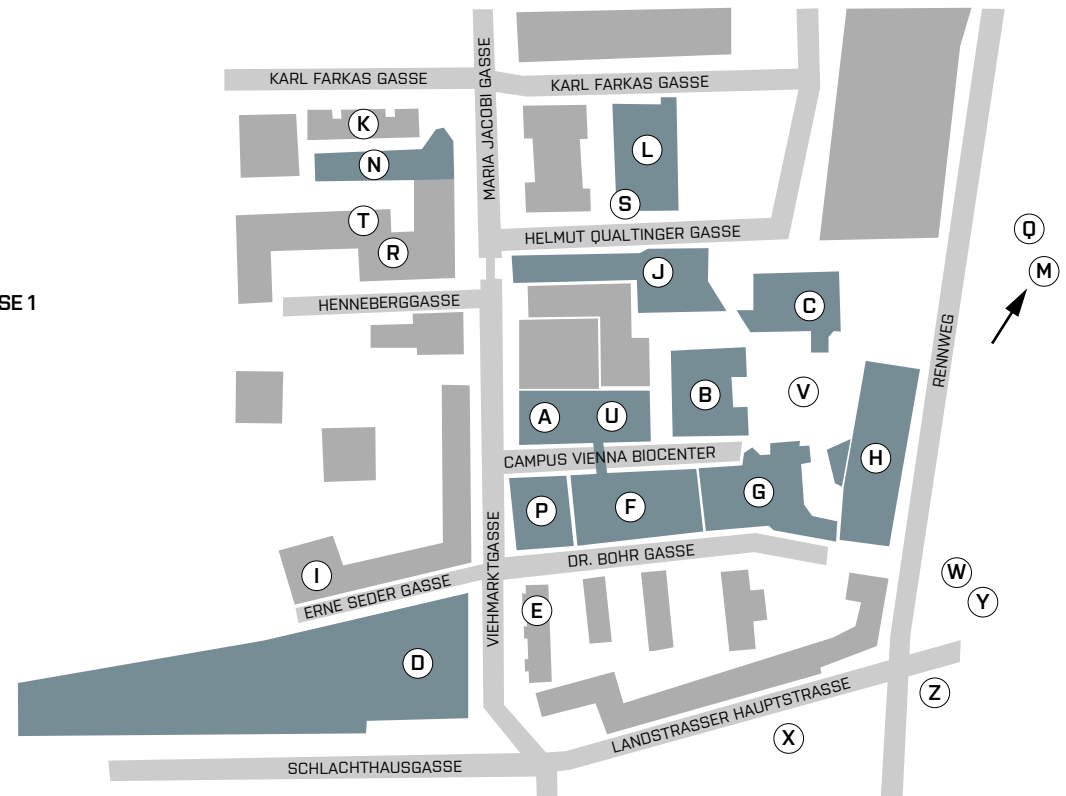 KARL FARKAS GASSE
MARIA JACOBI GASSE
KARL FARKAS GASSE
K
N
L
S
T
R
HELMUT QUALTINGER GASSE
Q
M
J
C
SE 1
HENNEBERGGASSE
RENNWEG
A
U
B
V
CAMPUS VIENNA BIOCENTER
H
P
F
G
DR. BOHR GASSE
I
ERNE SEDER GASSE
VIEHMARKTGASSE
E
W
Y
D
Z
LANDSTRASSER HAUPTSTRASSE
X
SCHLACHTHAUSGASSE